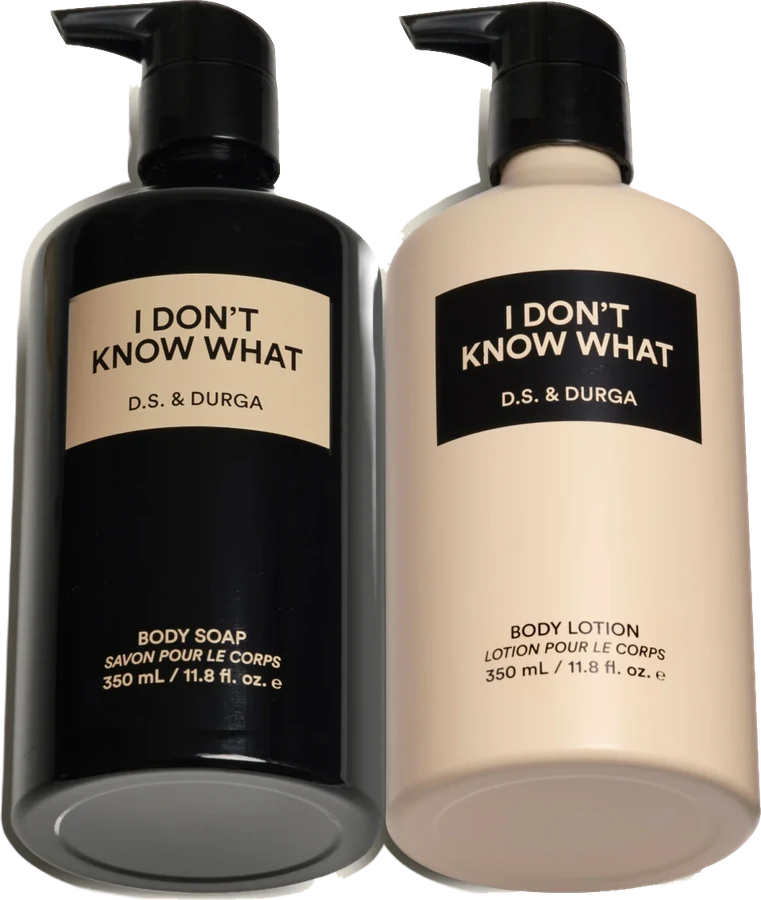 I DON'T
KNOW WHAT
D.S. & DURGA
BODY SOAP
SAVON POUR LE CORPS
350 mL / 11.8 fl. oz. e
I DON'T
KNOW WHAT
D.S. & DURGA
BODY LOTION
LOTION POUR LE CORPS
350 mL / 11.8 fl. oz. e